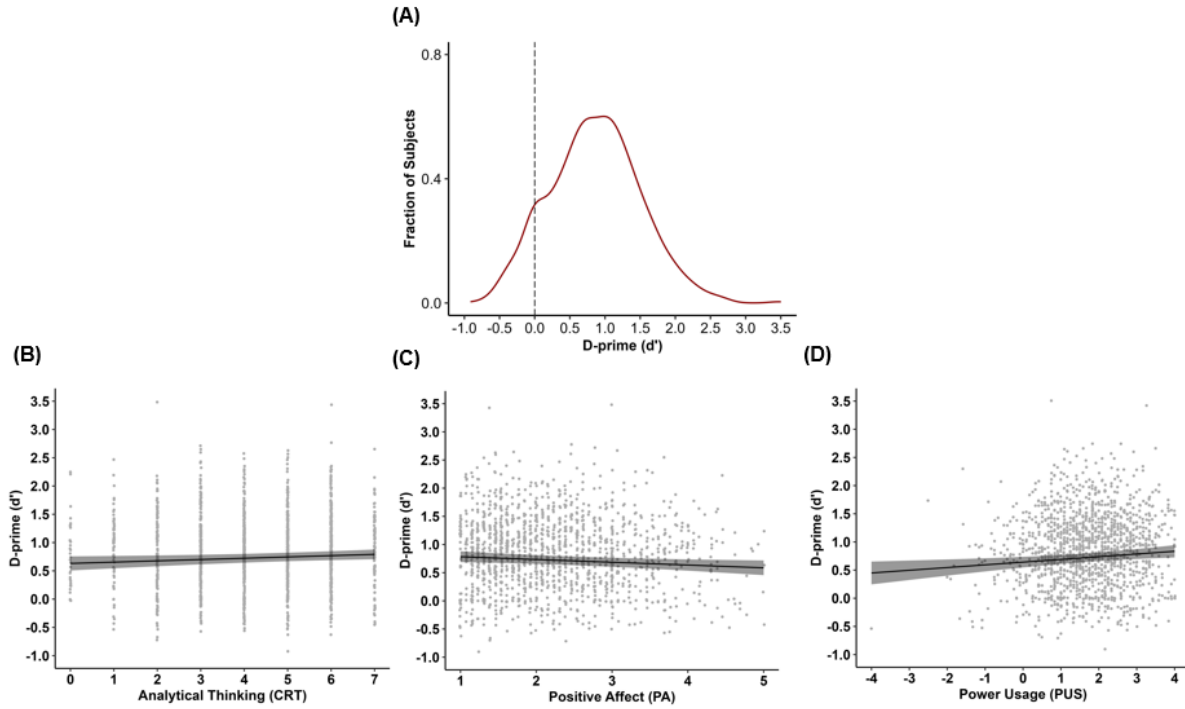 (A)
0.8
0.4
0.0
Fraction of Subjects
-1.0 -0.5 0.0 0.5 1.0 1.5 2.0 2.5 3.0 3.5
D-prime (d')
(B)
3.5
3.0
2.5
2.0
1.5
1.0
0.5
0.0
-0.5
-1.0
D-prime (d')
0 1 2 3 4 5 6 7
Analytical Thinking (CRT)
(C)
3.5
3.0
2.5
2.0
1.5
1.0
0.5
0.0
-0.5
-1.0
D-prime (d')
1 2 3 4 5
Positive Affect (PA)
(D)
3.5
3.0
2.5
2.0
1.5
1.0
0.5
0.0
-0.5
-1.0
D-prime (d')
-4 -3 -2 -1 0 1 2 3 4
Power Usage (PUS)